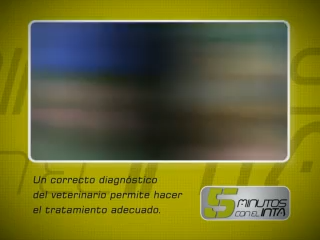 Un correcto diagnóstico
del veterinario permite hacer
el tratamiento adecuado.
5 MINUTOS
CON EL INTA